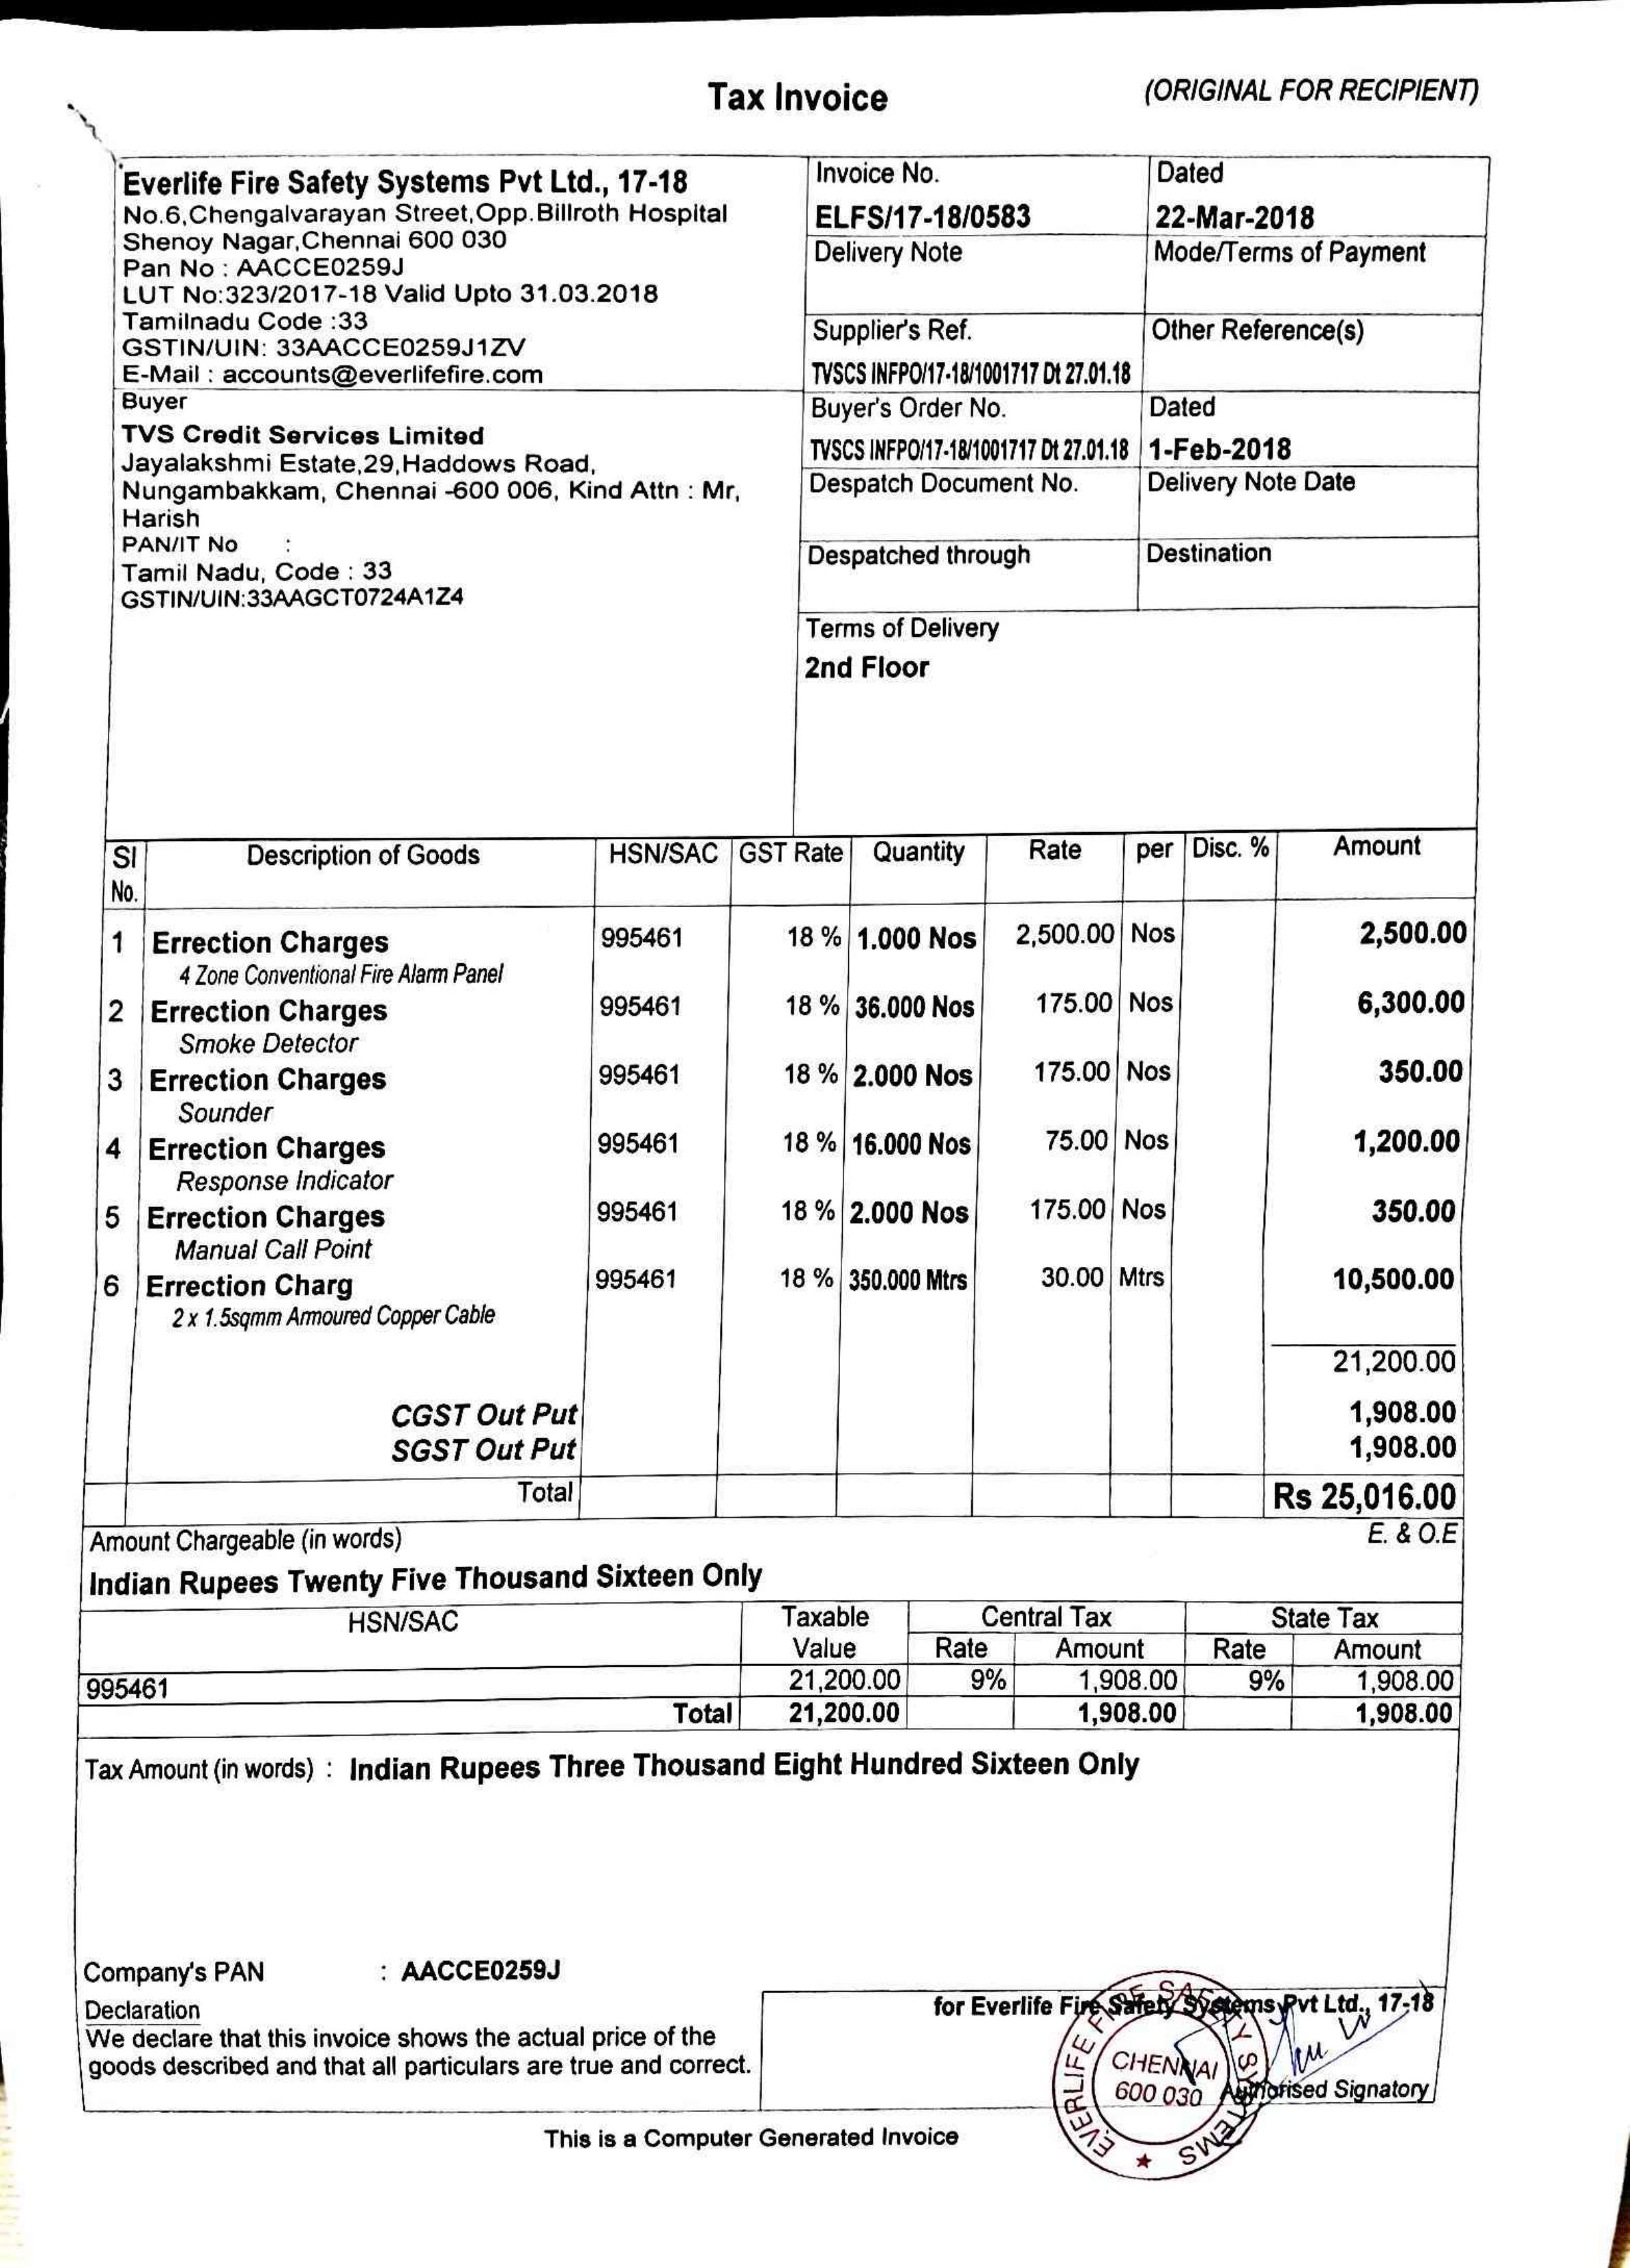 Tax Invoice
(ORIGINAL FOR RECIPIENT)
Everlife Fire Safety Systems Pvt Ltd., 17-18
No.6,Chengalvarayan Street,Opp.Billroth Hospital
Shenoy Nagar,Chennai 600 030
Pan No : AACCE0259J
LUT No:323/2017-18 Valid Upto 31.03.2018
Tamilnadu Code :33
GSTIN/UIN: 33AACCE0259J1ZV
E-Mail : accounts@everlifefire.com
Buyer
TVS Credit Services Limited
Jayalakshmi Estate,29,Haddows Road,
Nungambakkam, Chennai -600 006, Kind Attn : Mr,
Harish
PAN/IT No :
Tamil Nadu, Code : 33
GSTIN/UIN:33AAGCT0724A1Z4
Invoice No. Dated
ELFS/17-18/0583 22-Mar-2018
Delivery Note Mode/Terms of Payment
Supplier's Ref. Other Reference(s)
TVSCS INFPO/17-18/1001717 Dt 27.01.18
Buyer's Order No. Dated
TVSCS INFPO/17-18/1001717 Dt 27.01.18 1-Feb-2018
Despatch Document No. Delivery Note Date
Despatched through Destination
Terms of Delivery
2nd Floor
Sl Description of Goods HSN/SAC GST Rate Quantity Rate per Disc. % Amount
No.
1 Errection Charges 995461 18 % 1.000 Nos 2,500.00 Nos 2,500.00
4 Zone Conventional Fire Alarm Panel
2 Errection Charges 995461 18 % 36.000 Nos 175.00 Nos 6,300.00
Smoke Detector
3 Errection Charges 995461 18 % 2.000 Nos 175.00 Nos 350.00
Sounder
4 Errection Charges 995461 18 % 16.000 Nos 75.00 Nos 1,200.00
Response Indicator
5 Errection Charges 995461 18 % 2.000 Nos 175.00 Nos 350.00
Manual Call Point
6 Errection Charg 995461 18 % 350.000 Mtrs 30.00 Mtrs 10,500.00
2 x 1.5sqmm Armoured Copper Cable
21,200.00
CGST Out Put 1,908.00
SGST Out Put 1,908.00
Total Rs 25,016.00
Amount Chargeable (in words) E. & O.E
Indian Rupees Twenty Five Thousand Sixteen Only
HSN/SAC Taxable Central Tax State Tax
Value Rate Amount Rate Amount
995461 21,200.00 9% 1,908.00 9% 1,908.00
Total 21,200.00 1,908.00 1,908.00
Tax Amount (in words) : Indian Rupees Three Thousand Eight Hundred Sixteen Only
Company's PAN : AACCE0259J
Declaration
We declare that this invoice shows the actual price of the
goods described and that all particulars are true and correct.
for Everlife Fire Safety Systems Pvt Ltd., 17-18
EVERLIFE FIRE SAFETY SYSTEMS
CHENNAI
600 030
Authorised Signatory
This is a Computer Generated Invoice